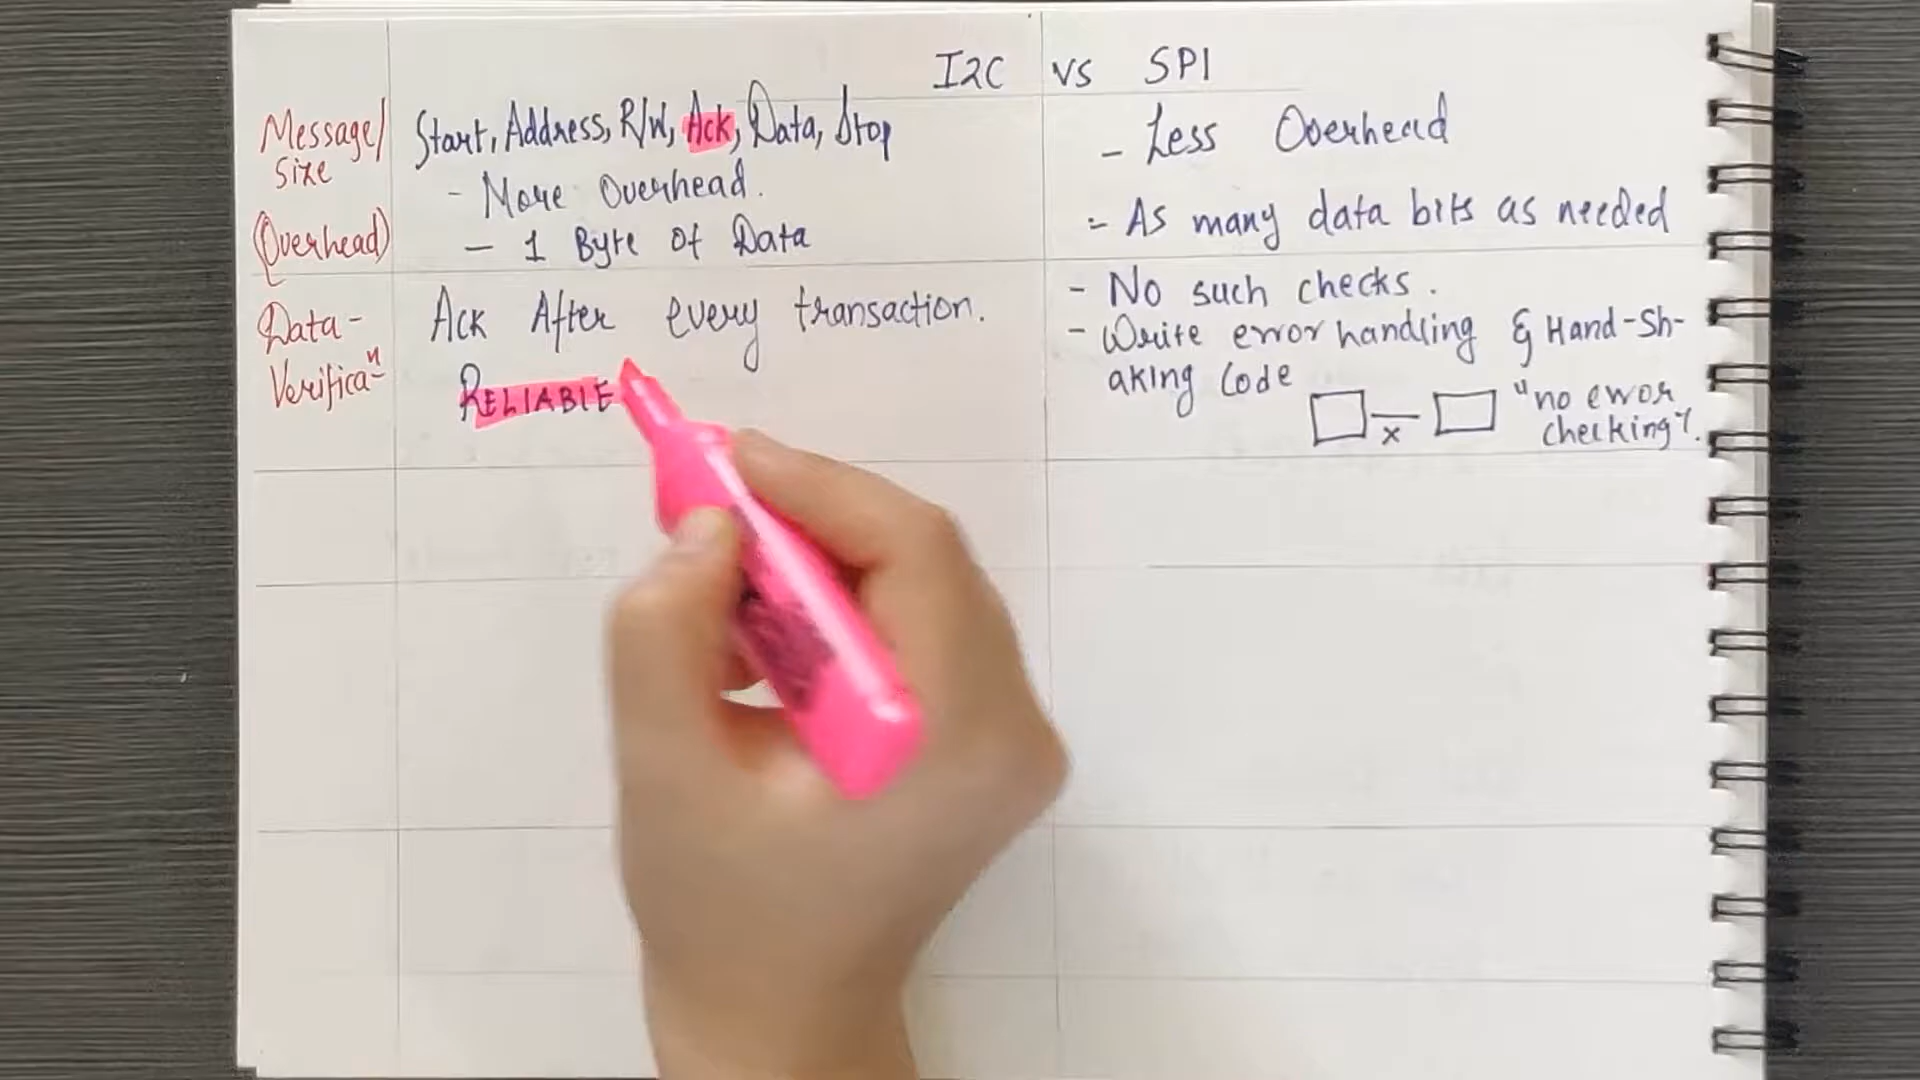 I2C vs SPI
Message/
Size
(Overhead)
Start, Address, R/W, Ack, Data, Stop
- More Overhead.
- 1 Byte of Data
- Less Overhead
- As many data bits as needed
Data-
Verificaⁿ
Ack After every transaction.
RELIABLE
- No such checks.
- Write error handling & Hand-Sh-
aking Code
x
"no error
checking".